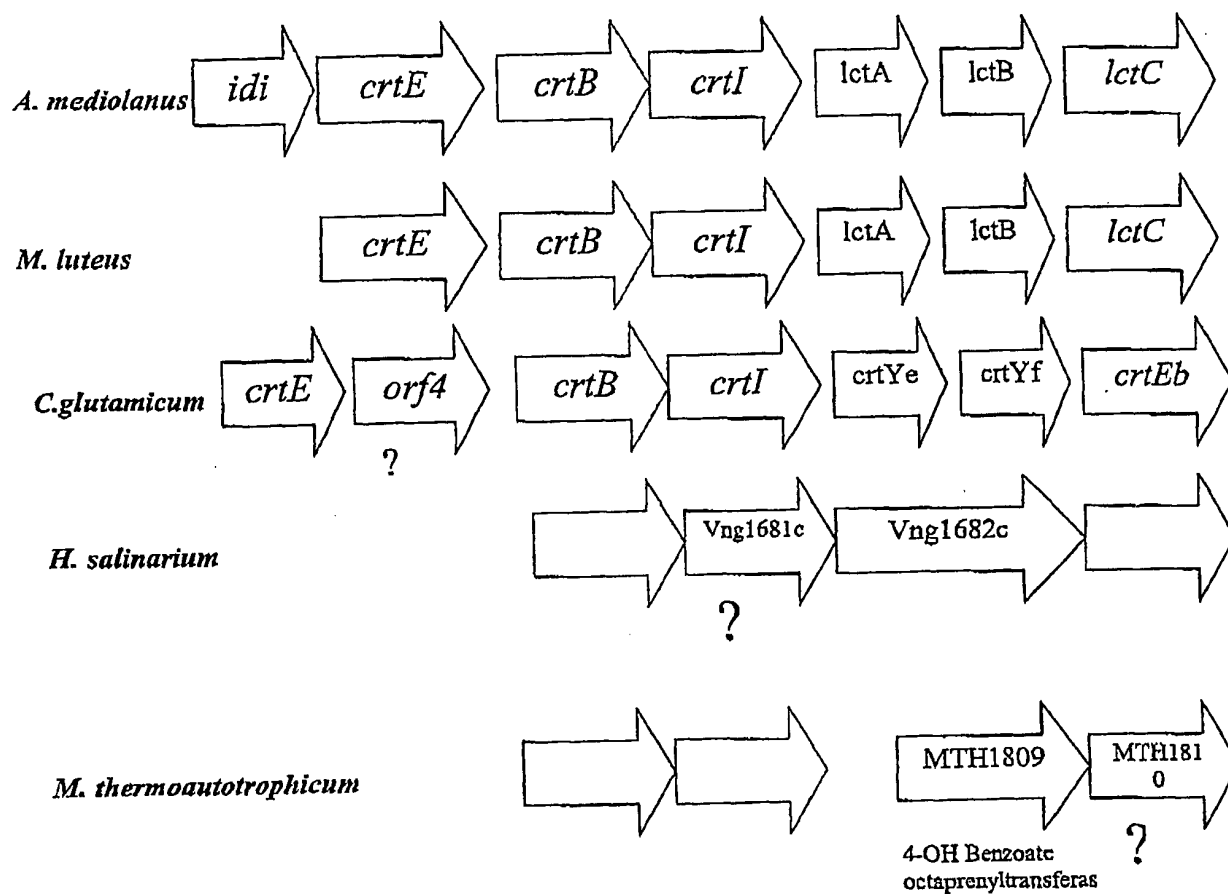 A. mediolanus idi crtE crtB crtI lctA lctB lctC
M. luteus crtE crtB crtI lctA lctB lctC
C.glutamicum crtE orf4 crtB crtI crtYe crtYf crtEb
?
H. salinarium Vng1681c Vng1682c
?
M. thermoautotrophicum MTH1809 MTH181
0
?
4-OH Benzoate
octaprenyltransferas